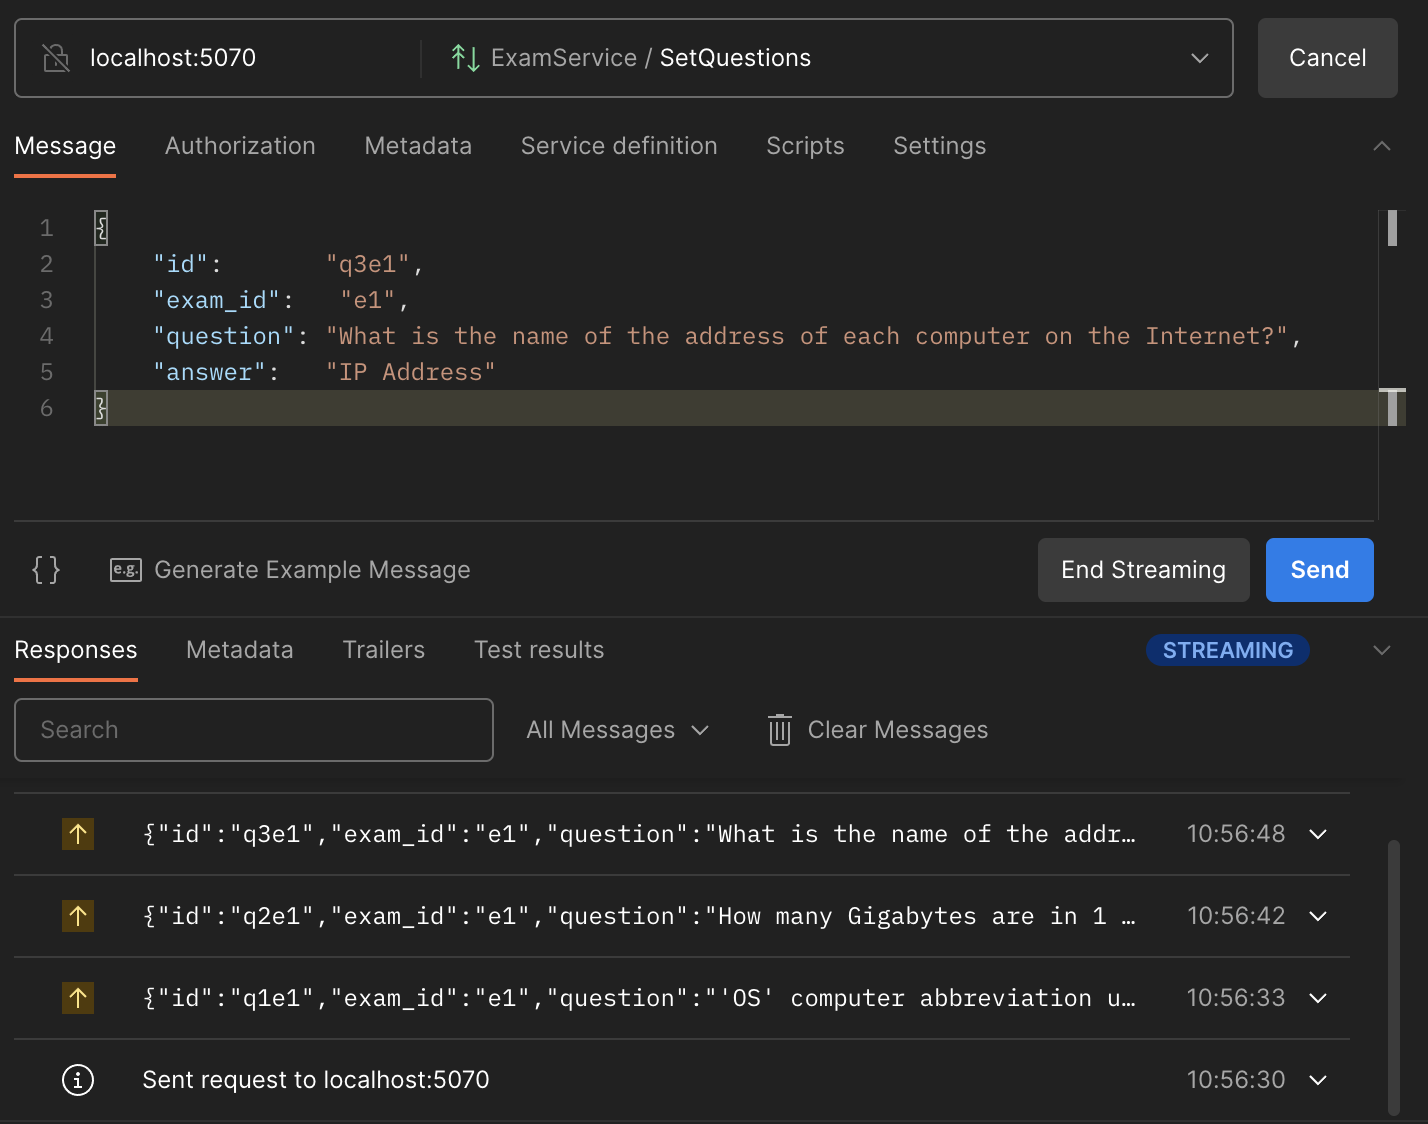 localhost:5070 ExamService / SetQuestions Cancel
Message Authorization Metadata Service definition Scripts Settings
1 {
2 "id": "q3e1",
3 "exam_id": "e1",
4 "question": "What is the name of the address of each computer on the Internet?",
5 "answer": "IP Address"
6 }
{} e.g. Generate Example Message End Streaming Send
Responses Metadata Trailers Test results STREAMING
Search All Messages Clear Messages
{"id":"q3e1","exam_id":"e1","question":"What is the name of the addr… 10:56:48
{"id":"q2e1","exam_id":"e1","question":"How many Gigabytes are in 1 … 10:56:42
{"id":"q1e1","exam_id":"e1","question":"'OS' computer abbreviation u… 10:56:33
Sent request to localhost:5070 10:56:30